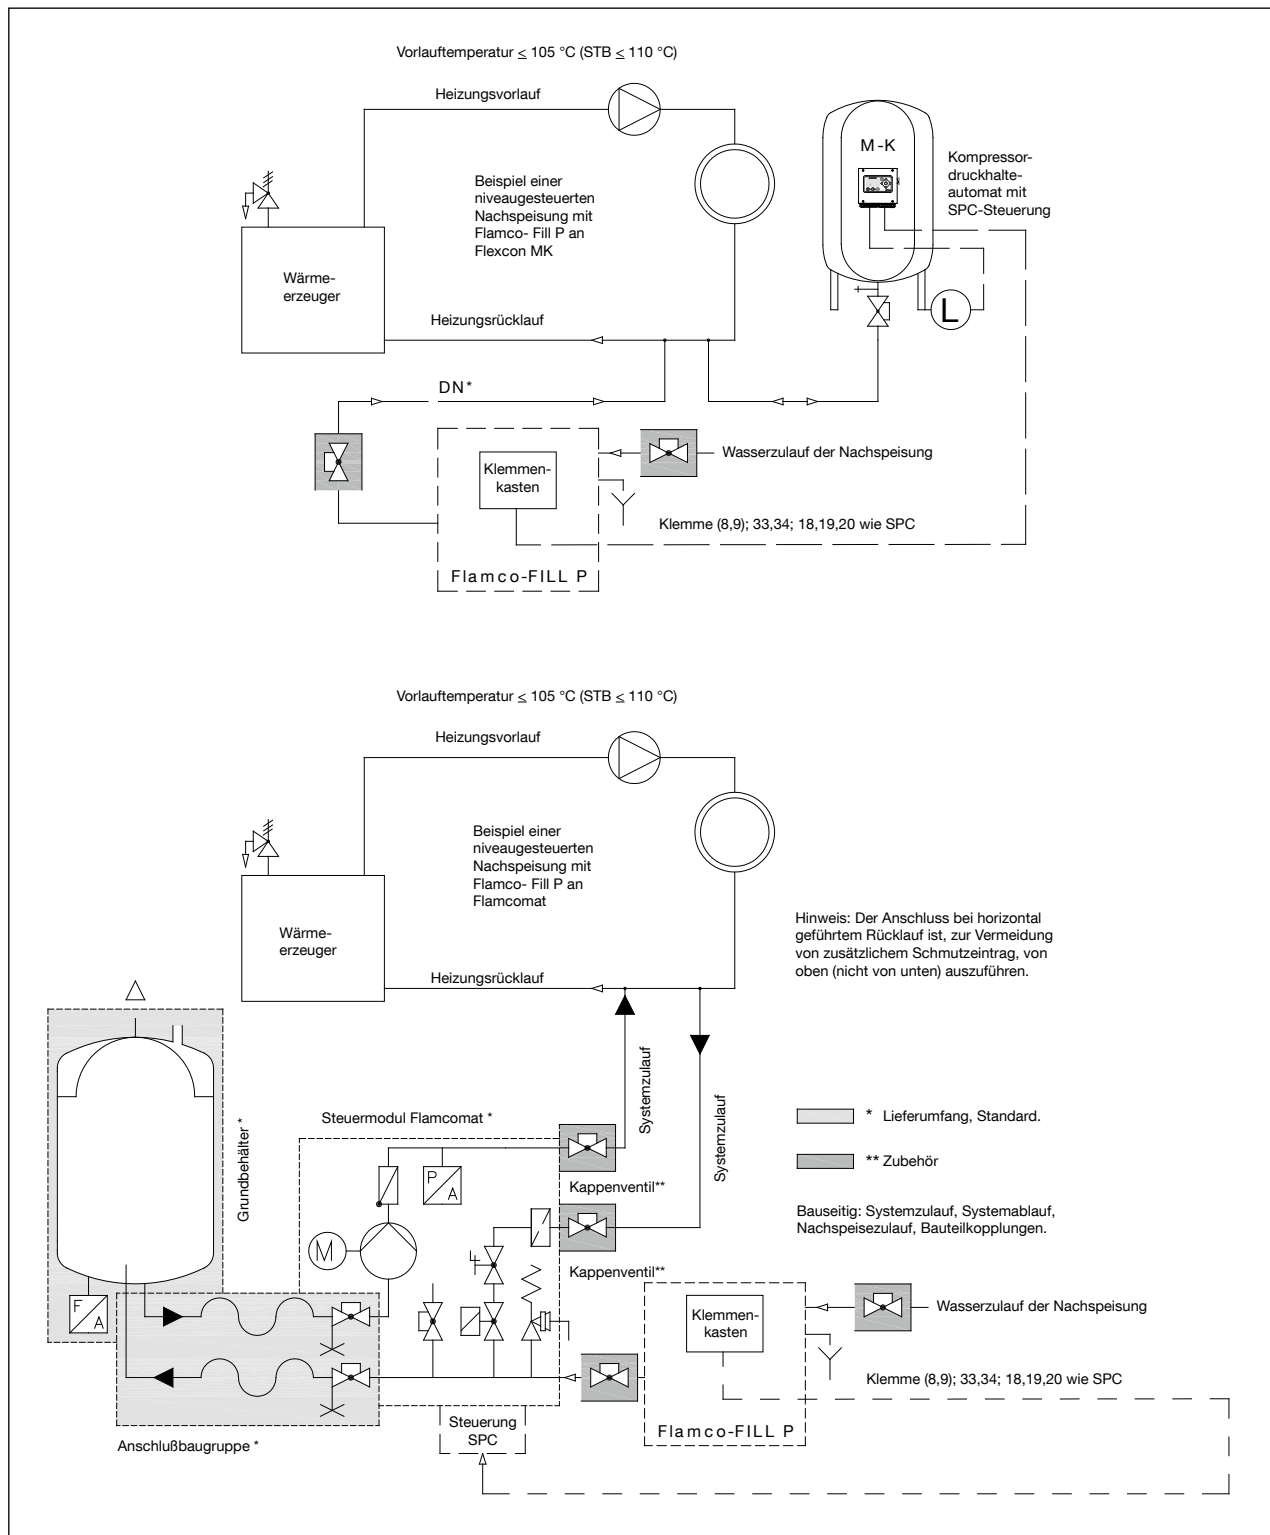 Vorlauftemperatur ≤ 105 °C (STB ≤ 110 °C)
Heizungsvorlauf
M-K
Kompressor-
druckhalte-
automat mit
SPC-Steuerung
Beispiel einer
niveaugesteuerten
Nachspeisung mit
Flamco- Fill P an
Flexcon MK
Wärme-
erzeuger
L
Heizungsrücklauf
DN*
Wasserzulauf der Nachspeisung
Klemmen-
kasten
Klemme (8,9); 33,34; 18,19,20 wie SPC
Flamco-FILL P
Vorlauftemperatur ≤ 105 °C (STB ≤ 110 °C)
Heizungsvorlauf
Beispiel einer
niveaugesteuerten
Nachspeisung mit
Flamco- Fill P an
Flamcomat
Wärme-
erzeuger
Hinweis: Der Anschluss bei horizontal
geführtem Rücklauf ist, zur Vermeidung
von zusätzlichem Schmutzeintrag, von
oben (nicht von unten) auszuführen.
Heizungsrücklauf
Systemzulauf
Systemzulauf
Steuermodul Flamcomat *
Grundbehälter *
* Lieferumfang, Standard.
** Zubehör
P
A
Kappenventil**
Bauseitig: Systemzulauf, Systemablauf,
Nachspeisezulauf, Bauteilkopplungen.
M
Kappenventil**
F
A
Klemmen-
kasten
Wasserzulauf der Nachspeisung
Klemme (8,9); 33,34; 18,19,20 wie SPC
Steuerung
SPC
Flamco-FILL P
Anschlußbaugruppe *